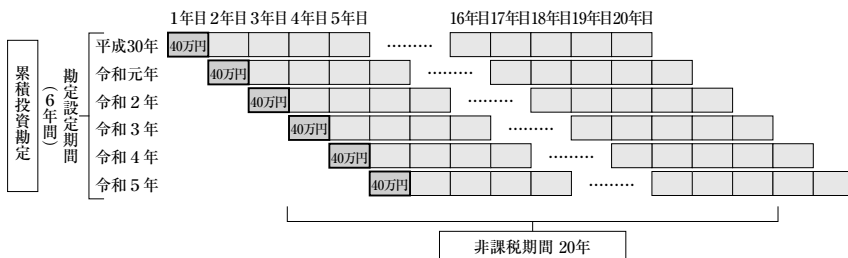 1年目2年目3年目4年目5年目 16年目17年目18年目19年目20年目
累積投資勘定
勘定設定期間
(6年間)
平成30年 40万円 ………
令和元年 40万円 ………
令和2年 40万円 ………
令和3年 40万円 ………
令和4年 40万円 ………
令和5年 40万円 ………
非課税期間 20年